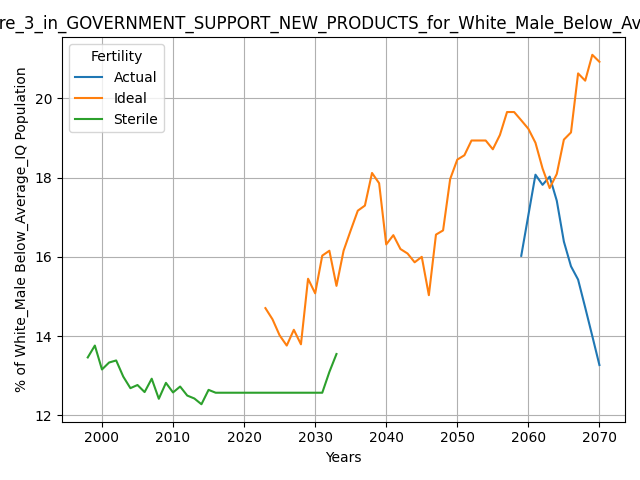 re_3_in_GOVERNMENT_SUPPORT_NEW_PRODUCTS_for_White_Male_Below_Av
Fertility
Actual
Ideal
Sterile
% of White_Male Below_Average_IQ Population
20
18
16
14
12
2000
2010
2020
2030
2040
2050
2060
2070
Years